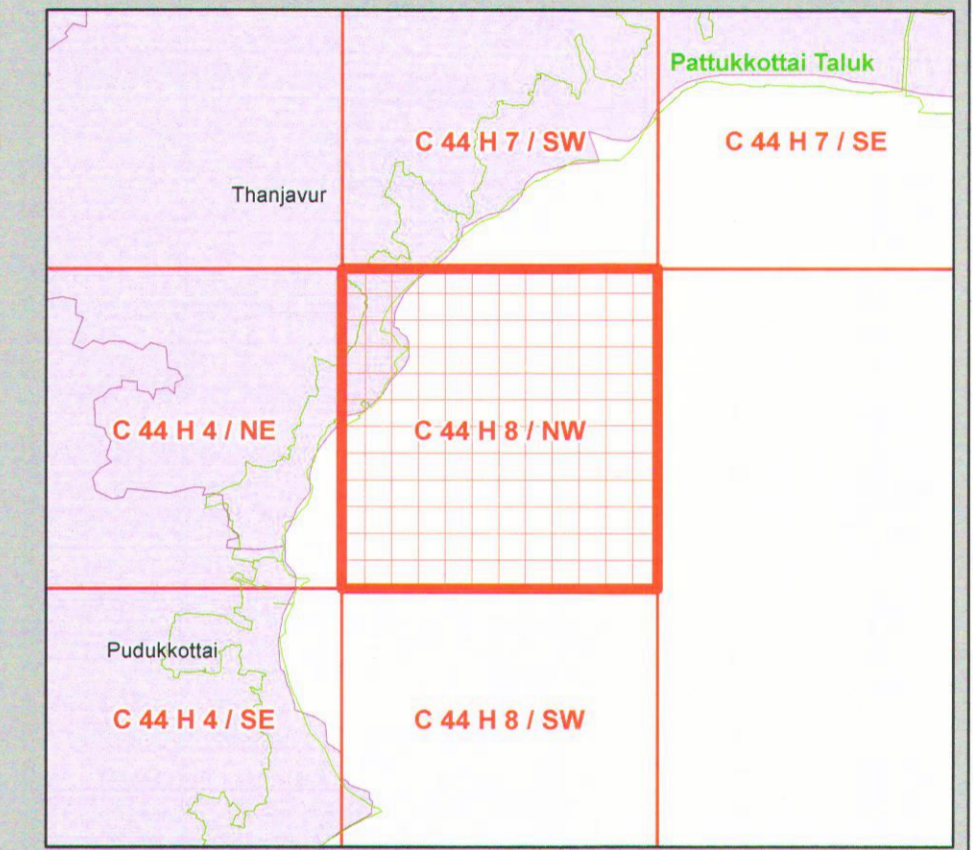 Pattukkottai Taluk
C 44 H 7 / SW
C 44 H 7 / SE
Thanjavur
C 44 H 4 / NE
C 44 H 8 / NW
Pudukkottai
C 44 H 4 / SE
C 44 H 8 / SW